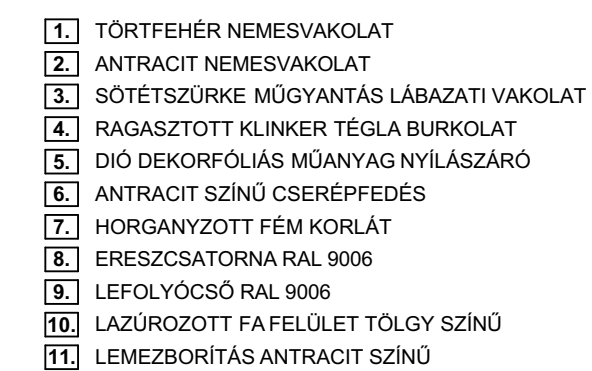 1. TÖRTFEHÉR NEMESVAKOLAT
2. ANTRACIT NEMESVAKOLAT
3. SÖTÉTSZÜRKE MŰGYANTÁS LÁBAZATI VAKOLAT
4. RAGASZTOTT KLINKER TÉGLA BURKOLAT
5. DIÓ DEKORFÓLIÁS MŰANYAG NYÍLÁSZÁRÓ
6. ANTRACIT SZÍNŰ CSERÉPFEDÉS
7. HORGANYZOTT FÉM KORLÁT
8. ERESZCSATORNA RAL 9006
9. LEFOLYÓCSŐ RAL 9006
10. LAZÚROZOTT FA FELÜLET TÖLGY SZÍNŰ
11. LEMEZBORÍTÁS ANTRACIT SZÍNŰ